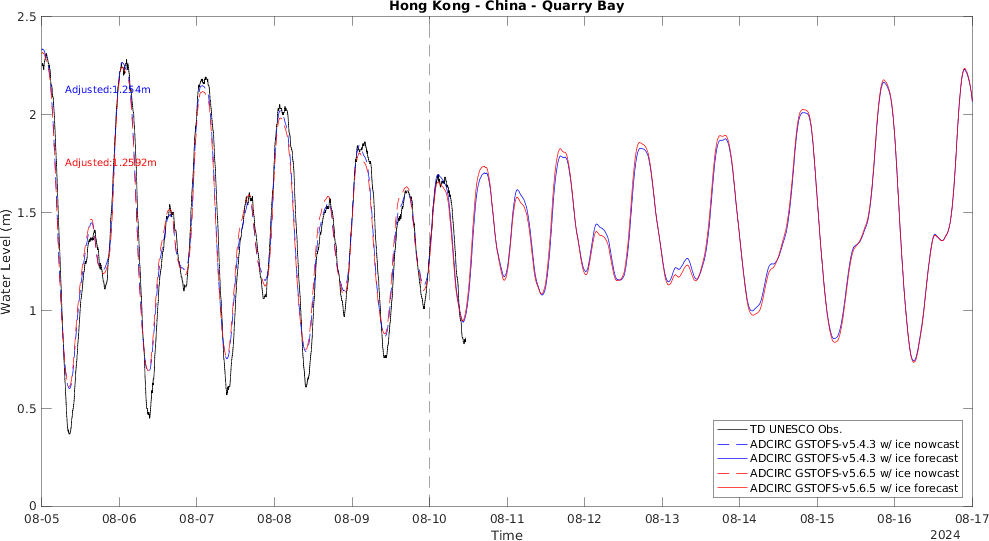 Hong Kong - China - Quarry Bay
2.5
2
1.5
1
0.5
0
Water Level (m)
Adjusted:1.254m
Adjusted:1.2592m
TD UNESCO Obs.
ADCIRC GSTOFS-v5.4.3 w/ ice nowcast
ADCIRC GSTOFS-v5.4.3 w/ ice forecast
ADCIRC GSTOFS-v5.6.5 w/ ice nowcast
ADCIRC GSTOFS-v5.6.5 w/ ice forecast
08-05 08-06 08-07 08-08 08-09 08-10 08-11 08-12 08-13 08-14 08-15 08-16 08-17
Time
2024